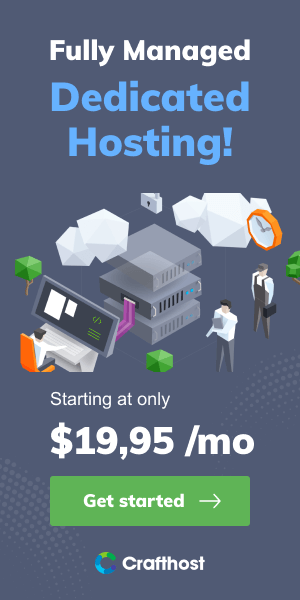 Fully Managed
Dedicated
Hosting!
</>
Starting at only
$19,95 /mo
Get started →
Crafthost